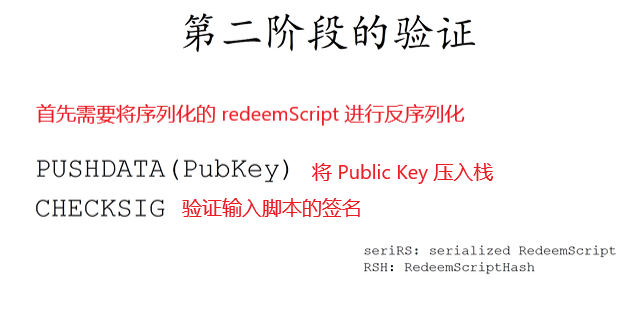 第二阶段的验证
首先需要将序列化的 redeemScript 进行反序列化
PUSHDATA(PubKey) 将 Public Key 压入栈
CHECKSIG 验证输入脚本的签名
seriRS: serialized RedeemScript
RSH: RedeemScriptHash